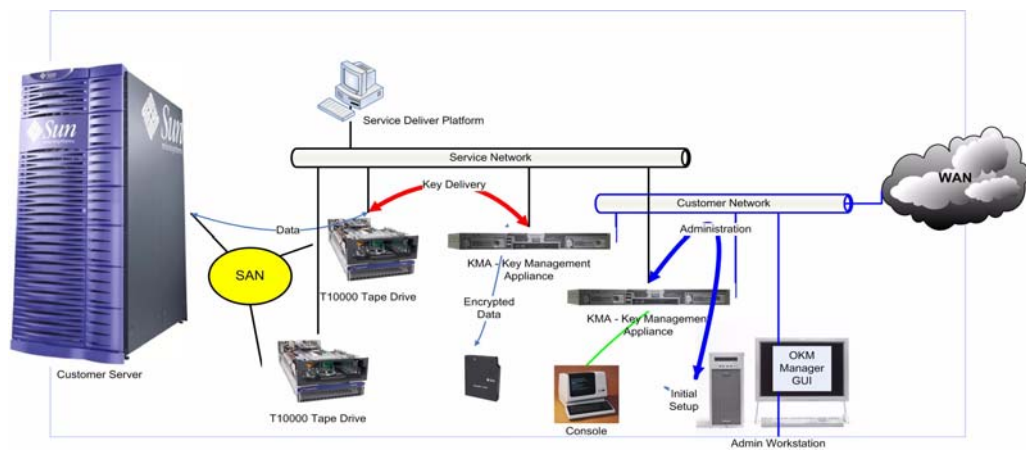 Sun
microsystems
Sun
Customer Server
SAN
Data
Service Deliver Platform
Service Network
Key Delivery
T10000 Tape Drive
T10000 Tape Drive
KMA - Key Management
Appliance
Encrypted
Data
Customer Network
Administration
WAN
KMA - Key Management
Appliance
Console
Initial
Setup
OKM
Manager
GUI
Admin Workstation